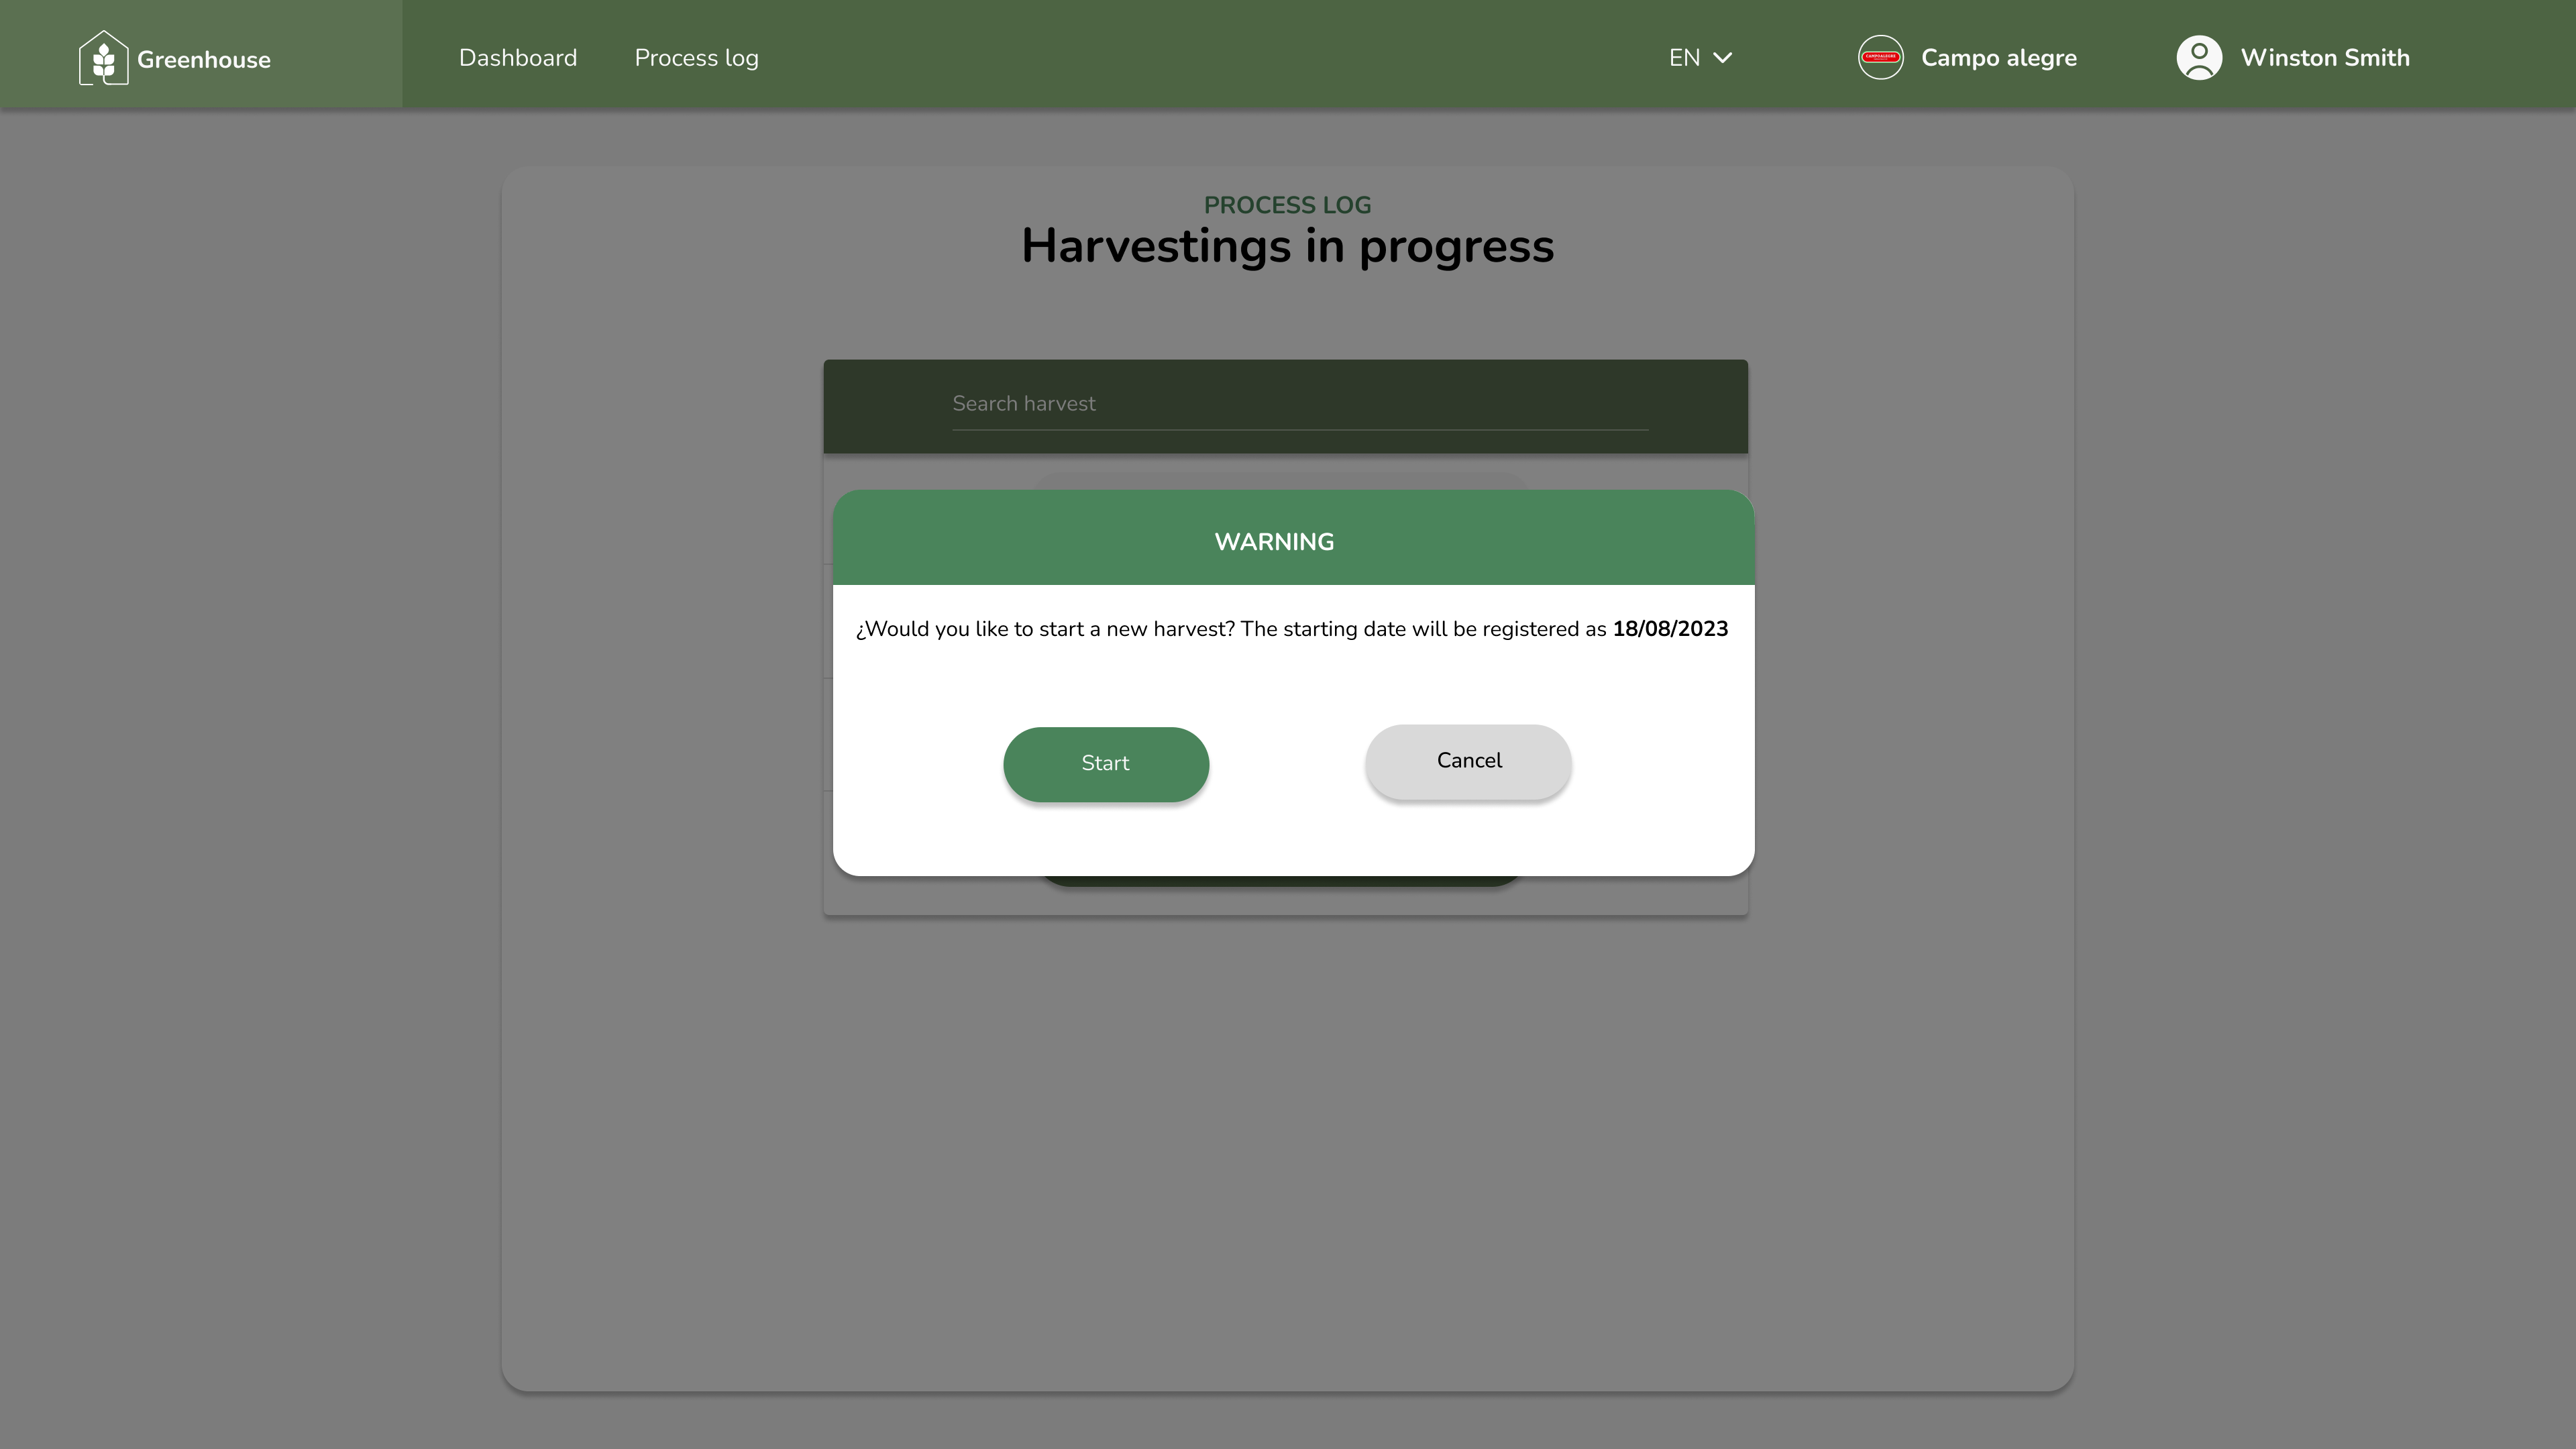 Greenhouse
Dashboard
Process log
EN
CAMPOALEGRE
Campo alegre
Winston Smith
PROCESS LOG
Harvestings in progress
Search harvest
WARNING
¿Would you like to start a new harvest? The starting date will be registered as 18/08/2023
Start
Cancel